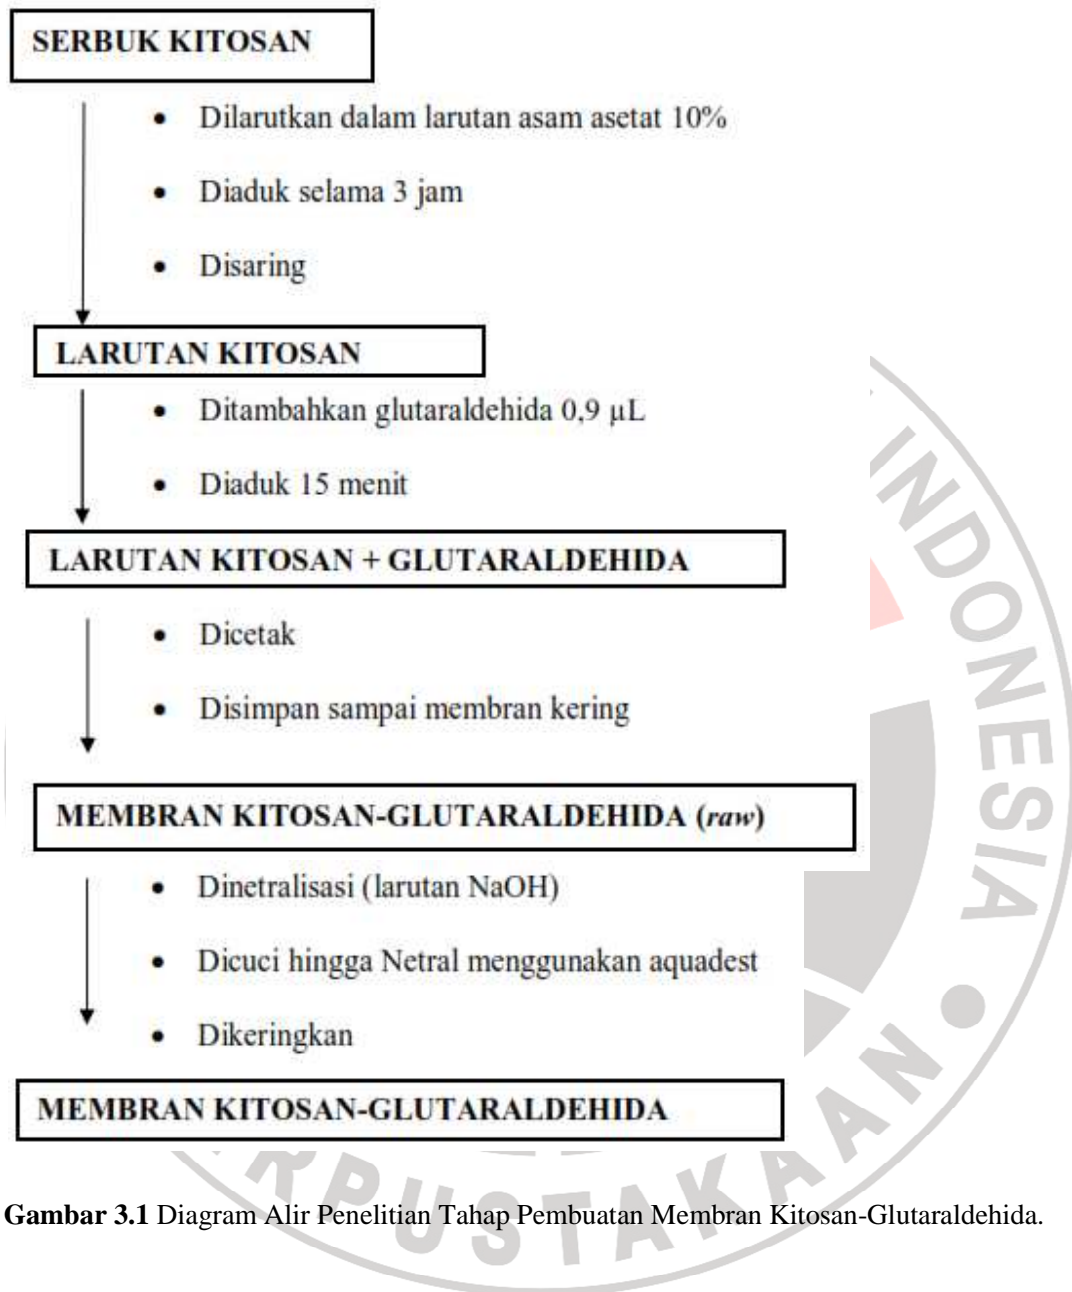 SERBUK KITOSAN
• Dilarutkan dalam larutan asam asetat 10%
• Diaduk selama 3 jam
• Disaring
LARUTAN KITOSAN
• Ditambahkan glutaraldehida 0,9 µL
• Diaduk 15 menit
LARUTAN KITOSAN + GLUTARALDEHIDA
• Dicetak
• Disimpan sampai membran kering
MEMBRAN KITOSAN-GLUTARALDEHIDA (raw)
• Dinetralisasi (larutan NaOH)
• Dicuci hingga Netral menggunakan aquadest
• Dikeringkan
MEMBRAN KITOSAN-GLUTARALDEHIDA
Gambar 3.1 Diagram Alir Penelitian Tahap Pembuatan Membran Kitosan-Glutaraldehida.
INDONESIA
RPUSTAKAAN